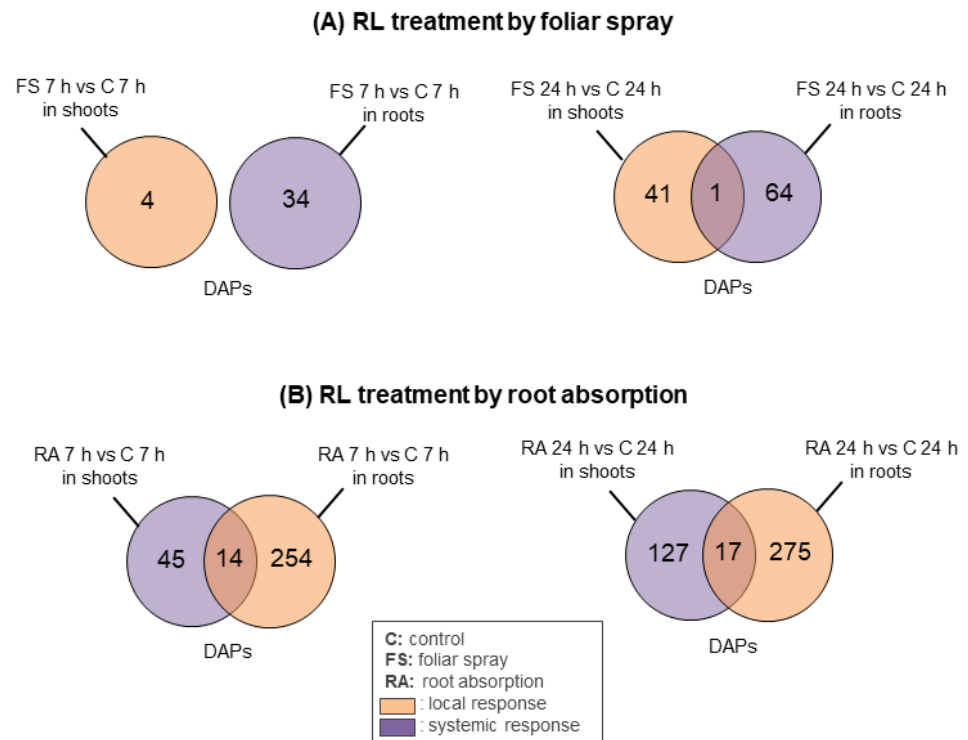 (A) RL treatment by foliar spray
FS 7 h vs C 7 h
in shoots
FS 7 h vs C 7 h
in roots
4
34
DAPs
FS 24 h vs C 24 h
in shoots
FS 24 h vs C 24 h
in roots
41
1
64
DAPs
(B) RL treatment by root absorption
RA 7 h vs C 7 h
in shoots
RA 7 h vs C 7 h
in roots
45
14
254
DAPs
RA 24 h vs C 24 h
in shoots
RA 24 h vs C 24 h
in roots
127
17
275
DAPs
C: control
FS: foliar spray
RA: root absorption
: local response
: systemic response